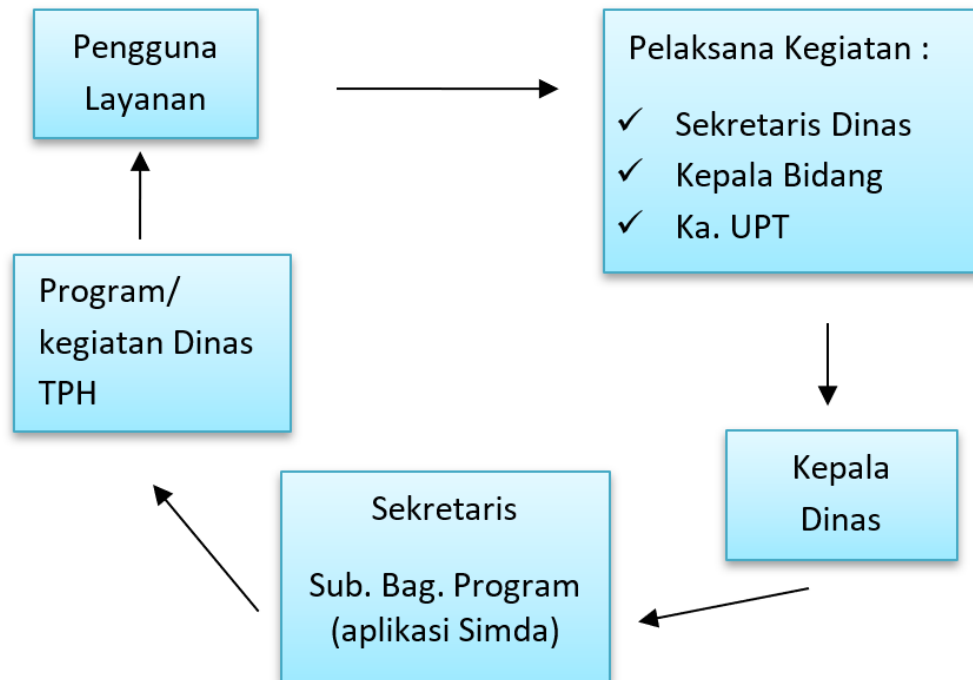 Pengguna
Layanan
Pelaksana Kegiatan :
✓ Sekretaris Dinas
✓ Kepala Bidang
✓ Ka. UPT
Kepala
Dinas
Sekretaris
Sub. Bag. Program
(aplikasi Simda)
Program/
kegiatan Dinas
TPH